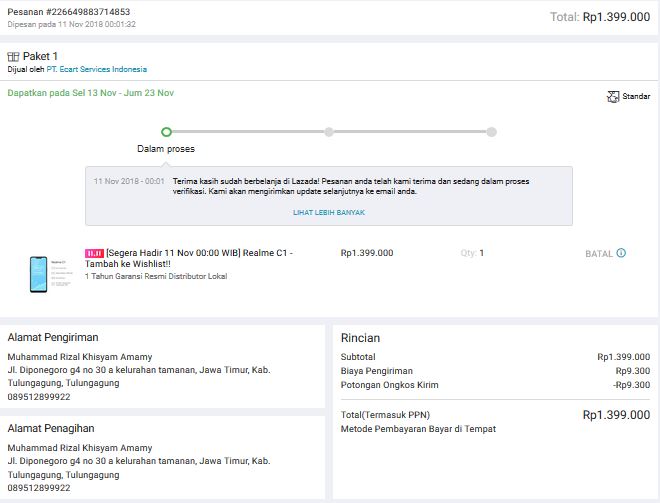 Pesanan #226649883714853
Dipesan pada 11 Nov 2018 00:01:32
Total: Rp1.399.000
Paket 1
Dijual oleh PT. Ecart Services Indonesia
Dapatkan pada Sel 13 Nov - Jum 23 Nov
Standar
Dalam proses
11 Nov 2018 - 00:01 Terima kasih sudah berbelanja di Lazada! Pesanan anda telah kami terima dan sedang dalam proses
verifikasi. Kami akan mengirimkan update selanjutnya ke email anda.
LIHAT LEBIH BANYAK
11.11 [Segera Hadir 11 Nov 00:00 WIB] Realme C1 -
Tambah ke Wishlist!!
1 Tahun Garansi Resmi Distributor Lokal
Rp1.399.000
Qty: 1
BATAL
Realme C1
Alamat Pengiriman
Muhammad Rizal Khisyam Amamy
Jl. Diponegoro g4 no 30 a kelurahan tamanan, Jawa Timur, Kab.
Tulungagung, Tulungagung
089512899922
Alamat Penagihan
Muhammad Rizal Khisyam Amamy
Jl. Diponegoro g4 no 30 a kelurahan tamanan, Jawa Timur, Kab.
Tulungagung, Tulungagung
089512899922
Rincian
Subtotal Rp1.399.000
Biaya Pengiriman Rp9.300
Potongan Ongkos Kirim -Rp9.300
Total(Termasuk PPN) Rp1.399.000
Metode Pembayaran Bayar di Tempat